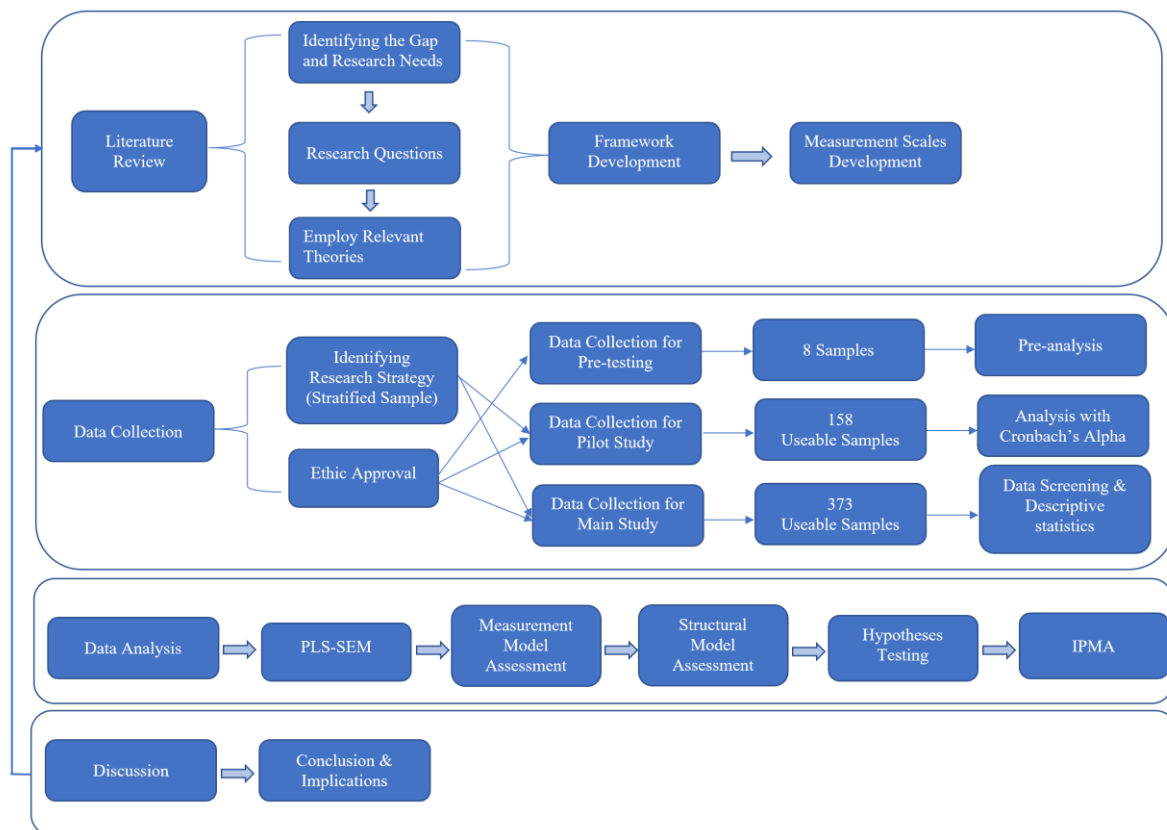 Literature
Review
Identifying the Gap
and Research Needs
Research Questions
Employ Relevant
Theories
Framework
Development
Measurement Scales
Development
Data Collection
Identifying
Research Strategy
(Stratified Sample)
Ethic Approval
Data Collection for
Pre-testing
8 Samples
Pre-analysis
Data Collection for
Pilot Study
158
Useable Samples
Analysis with
Cronbach’s Alpha
Data Collection for
Main Study
373
Useable Samples
Data Screening &
Descriptive
statistics
Data Analysis
PLS-SEM
Measurement
Model
Assessment
Structural
Model
Assessment
Hypotheses
Testing
IPMA
Discussion
Conclusion &
Implications